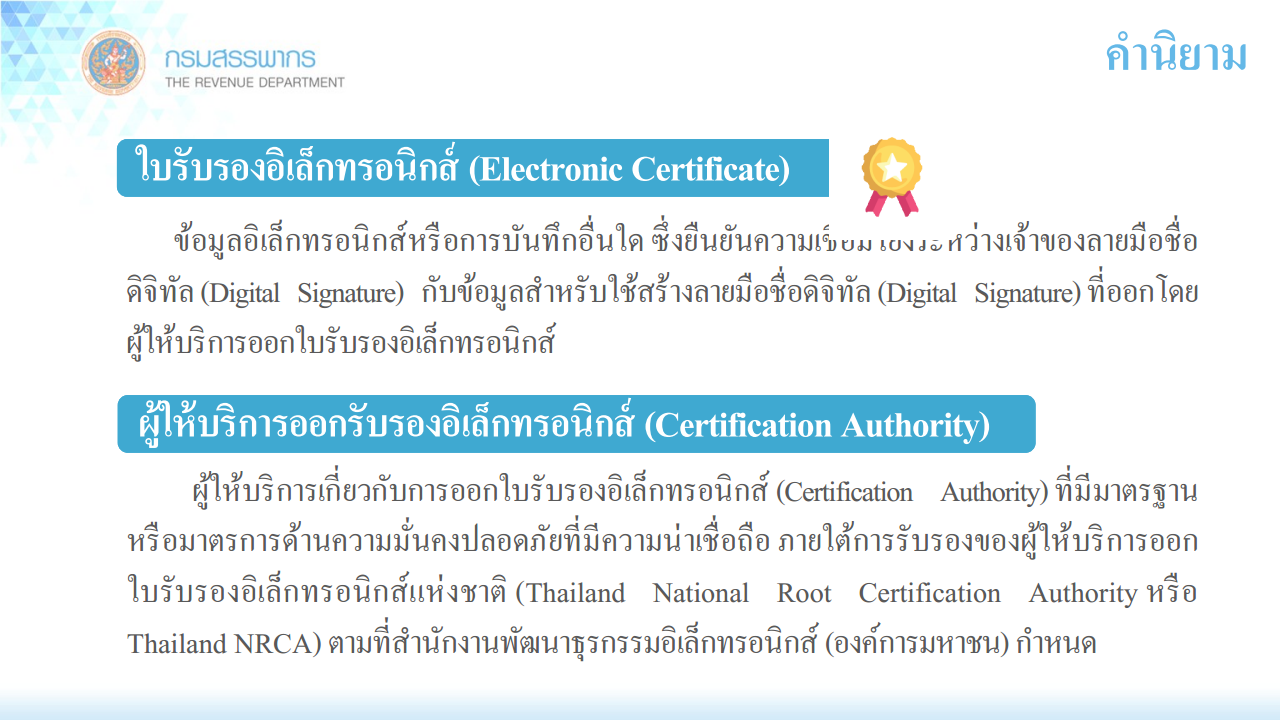 กรมสรรพากร
THE REVENUE DEPARTMENT
คำนิยาม
ใบรับรองอิเล็กทรอนิกส์ (Electronic Certificate)
ข้อมูลอิเล็กทรอนิกส์หรือการบันทึกอื่นใด ซึ่งยืนยันความเชื่อมโยงระหว่างเจ้าของลายมือชื่อ
ดิจิทัล (Digital Signature) กับข้อมูลสำหรับใช้สร้างลายมือชื่อดิจิทัล (Digital Signature) ที่ออกโดย
ผู้ให้บริการออกใบรับรองอิเล็กทรอนิกส์
ผู้ให้บริการออกรับรองอิเล็กทรอนิกส์ (Certification Authority)
ผู้ให้บริการเกี่ยวกับการออกใบรับรองอิเล็กทรอนิกส์ (Certification Authority) ที่มีมาตรฐาน
หรือมาตรการด้านความมั่นคงปลอดภัยที่มีความน่าเชื่อถือ ภายใต้การรับรองของผู้ให้บริการออก
ใบรับรองอิเล็กทรอนิกส์แห่งชาติ (Thailand National Root Certification Authority หรือ
Thailand NRCA) ตามที่สำนักงานพัฒนาธุรกรรมอิเล็กทรอนิกส์ (องค์การมหาชน) กำหนด